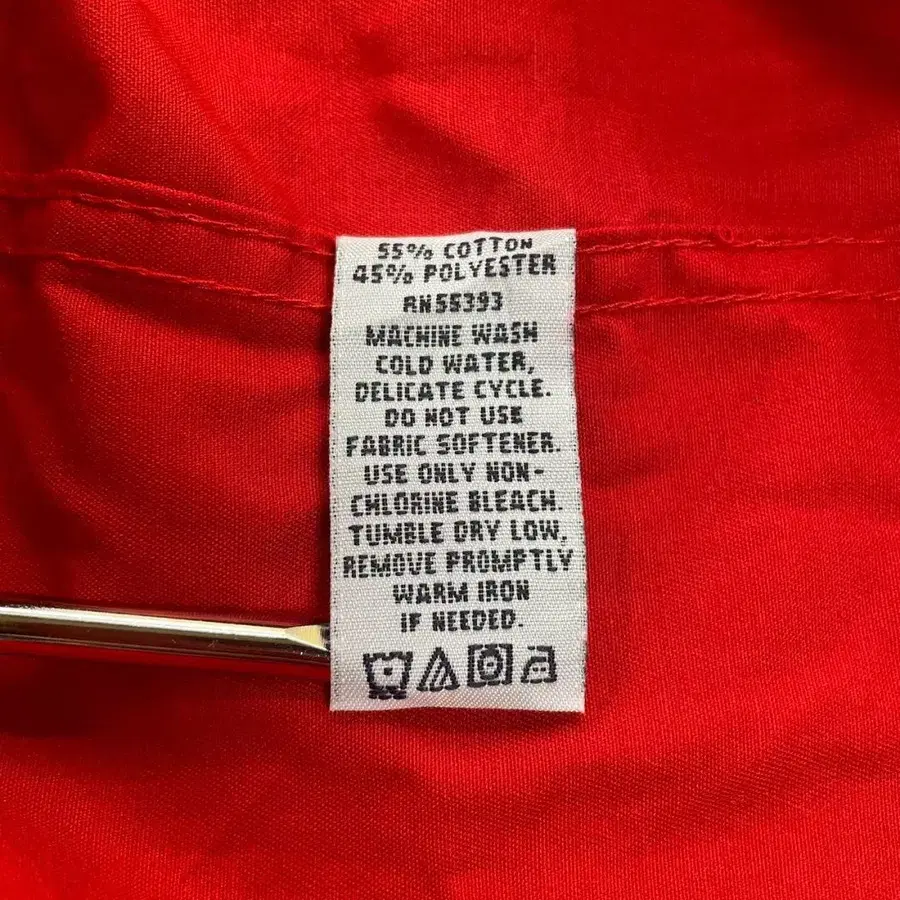 55% COTTON
45% POLYESTER
RN55393
MACHINE WASH
COLD WATER,
DELICATE CYCLE.
DO NOT USE
FABRIC SOFTENER.
USE ONLY NON-
CHLORINE BLEACH.
TUMBLE DRY LOW,
REMOVE PROMPTLY
WARM IRON
IF NEEDED.